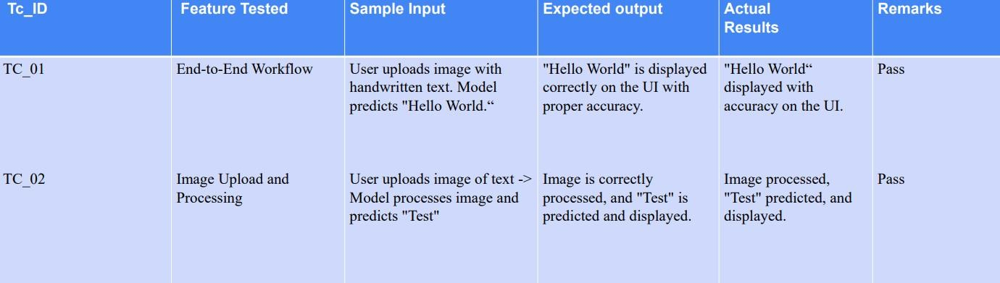 Tc_ID
Feature Tested
Sample Input
Expected output
Actual
Results
Remarks
TC_01
End-to-End Workflow
User uploads image with
handwritten text. Model
predicts "Hello World.“
"Hello World" is displayed
correctly on the UI with
proper accuracy.
"Hello World“
displayed with
accuracy on the UI.
Pass
TC_02
Image Upload and
Processing
User uploads image of text ->
Model processes image and
predicts "Test"
Image is correctly
processed, and "Test" is
predicted and displayed.
Image processed,
"Test" predicted, and
displayed.
Pass